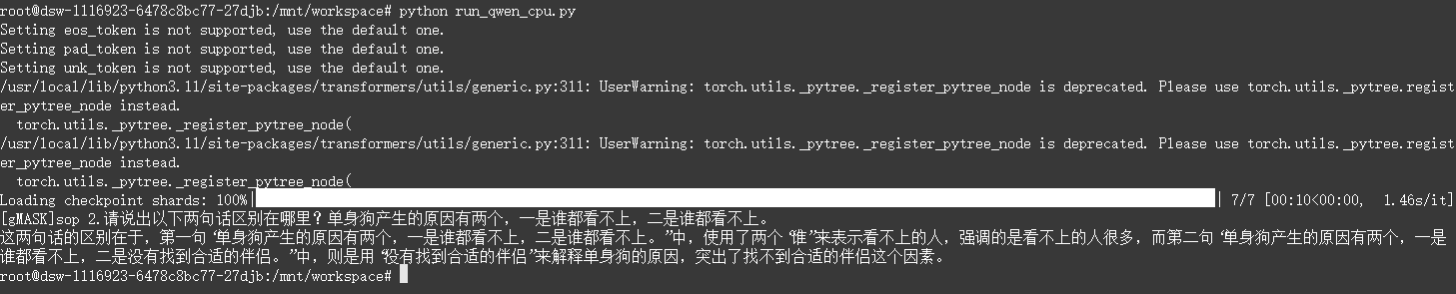 root@dsw-1116923-6478c8bc77-27djb:/mnt/workspace# python run_qwen_cpu.py
Setting eos_token is not supported, use the default one.
Setting pad_token is not supported, use the default one.
Setting unk_token is not supported, use the default one.
/usr/local/lib/python3.11/site-packages/transformers/utils/generic.py:311: UserWarning: torch.utils._pytree._register_pytree_node is deprecated. Please use torch.utils._pytree.regist
er_pytree_node instead.
  torch.utils._pytree._register_pytree_node(
/usr/local/lib/python3.11/site-packages/transformers/utils/generic.py:311: UserWarning: torch.utils._pytree._register_pytree_node is deprecated. Please use torch.utils._pytree.regist
er_pytree_node instead.
  torch.utils._pytree._register_pytree_node(
Loading checkpoint shards: 100%| | 7/7 [00:10<00:00,  1.46s/it]
[gMASK]sop 2.请说出以下两句话区别在哪里？单身狗产生的原因有两个，一是谁都看不上，二是谁都看不上。
这两句话的区别在于，第一句“单身狗产生的原因有两个，一是谁都看不上，二是谁都看不上。”中，使用了两个“谁”来表示看不上的人，强调的是看不上的人很多，而第二句“单身狗产生的原因有两个，一是
谁都看不上，二是没有找到合适的伴侣。”中，则是用“没有找到合适的伴侣”来解释单身狗的原因，突出了找不到合适的伴侣这个因素。
root@dsw-1116923-6478c8bc77-27djb:/mnt/workspace#